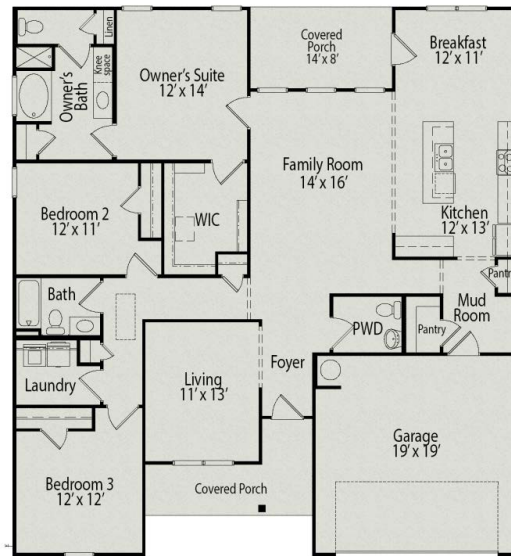 Linen
Covered
Porch
14' x 8'
Breakfast
12' x 11'
Owner's
Bath
Knee
space
Owner's Suite
12' x 14'
Family Room
14' x 16'
Bedroom 2
12' x 11'
WIC
Kitchen
12' x 13'
Pantry
Bath
Mud
Room
PWD
Pantry
Laundry
Living
11' x 13'
Foyer
Garage
19' x 19'
Bedroom 3
12' x 12'
Covered Porch